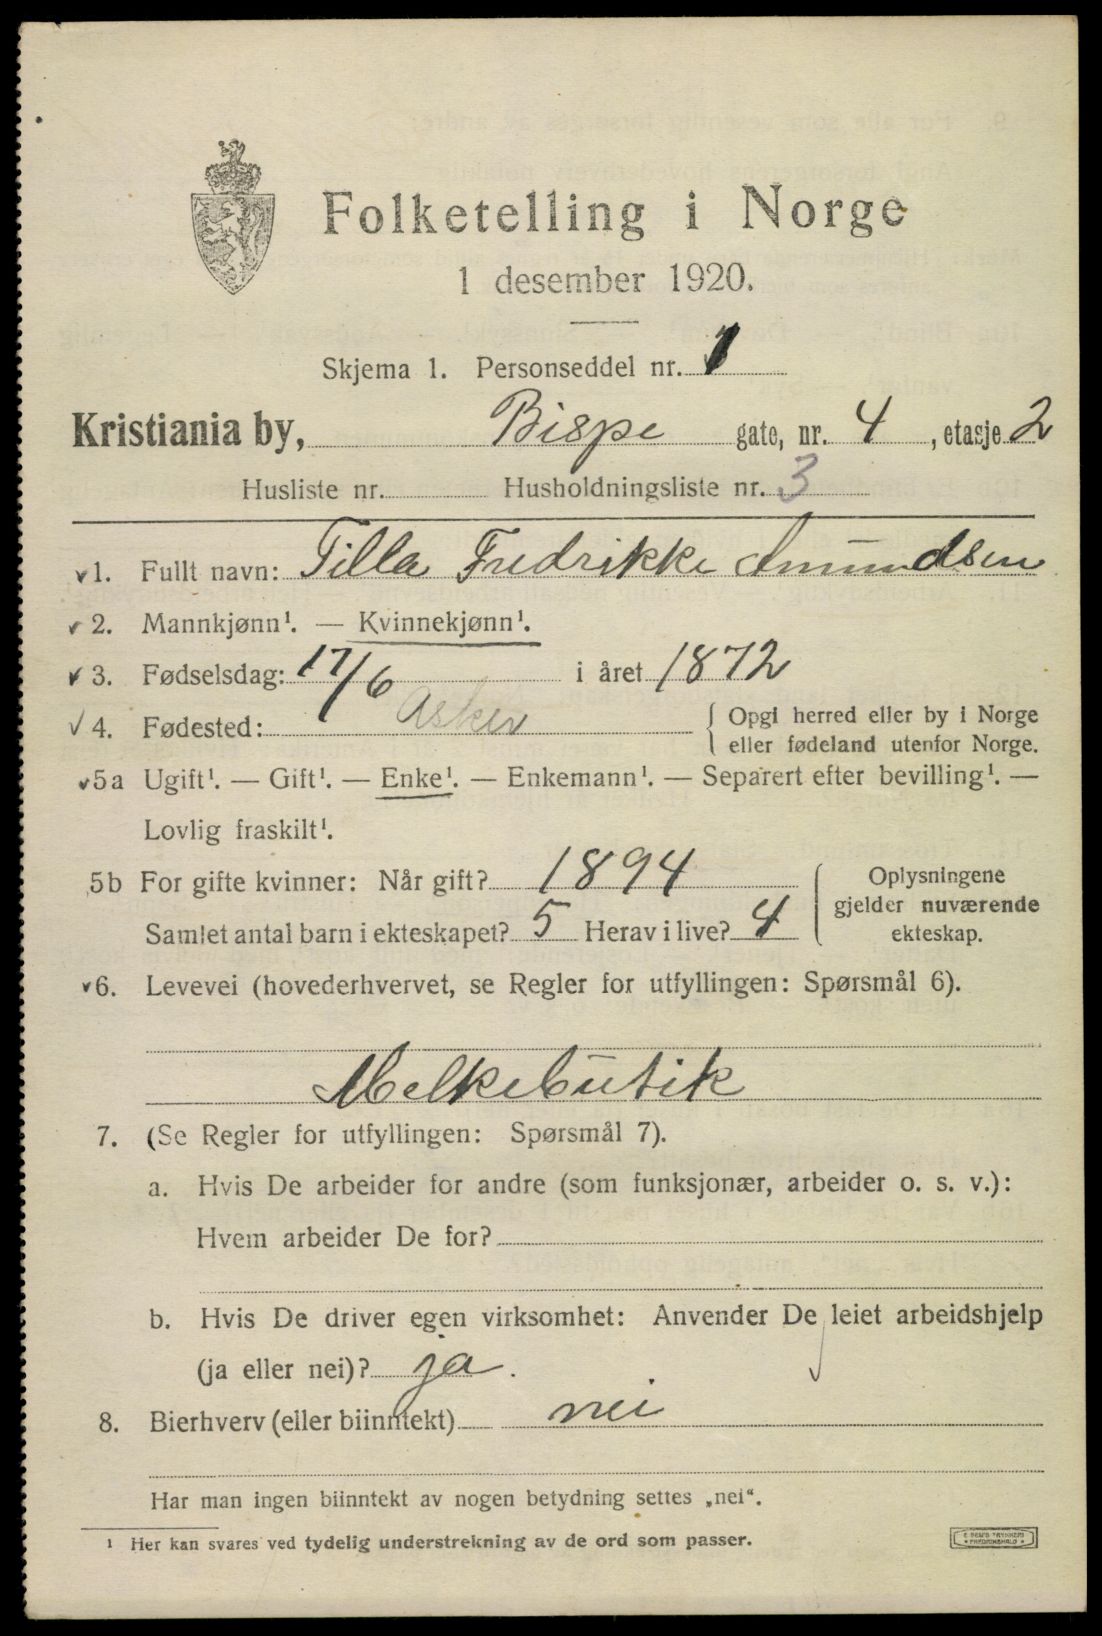 Folketelling i Norge
1 desember 1920.
Skjema 1. Personseddel nr. 1
Kristiania by, Bispe gate, nr. 4, etasje 2
Husliste nr. Husholdningsliste nr. 3
1. Fullt navn: Tilla Fredrikke Amundsen
2. Mannkjønn¹. — Kvinnekjønn¹.
3. Fødselsdag: 17/6 i året 1872
4. Fødested: Asker { Opgi herred eller by i Norge
eller fødeland utenfor Norge.
5a Ugift¹. — Gift¹. — Enke¹. — Enkemann¹. — Separert efter bevilling¹. —
Lovlig fraskilt¹.
5b For gifte kvinner: Når gift? 1894
Samlet antal barn i ekteskapet? 5 Herav i live? 4
Oplysningene
gjelder nuværende
ekteskap.
6. Levevei (hovederhvervet, se Regler for utfyllingen: Spørsmål 6).
Melkebutik
7. (Se Regler for utfyllingen: Spørsmål 7).
a. Hvis De arbeider for andre (som funksjonær, arbeider o. s. v.):
Hvem arbeider De for?
b. Hvis De driver egen virksomhet: Anvender De leiet arbeidshjelp
(ja eller nei)? ja.
8. Bierhverv (eller biinntekt) nei
Har man ingen biinntekt av nogen betydning settes „nei“.
¹ Her kan svares ved tydelig understrekning av de ord som passer.